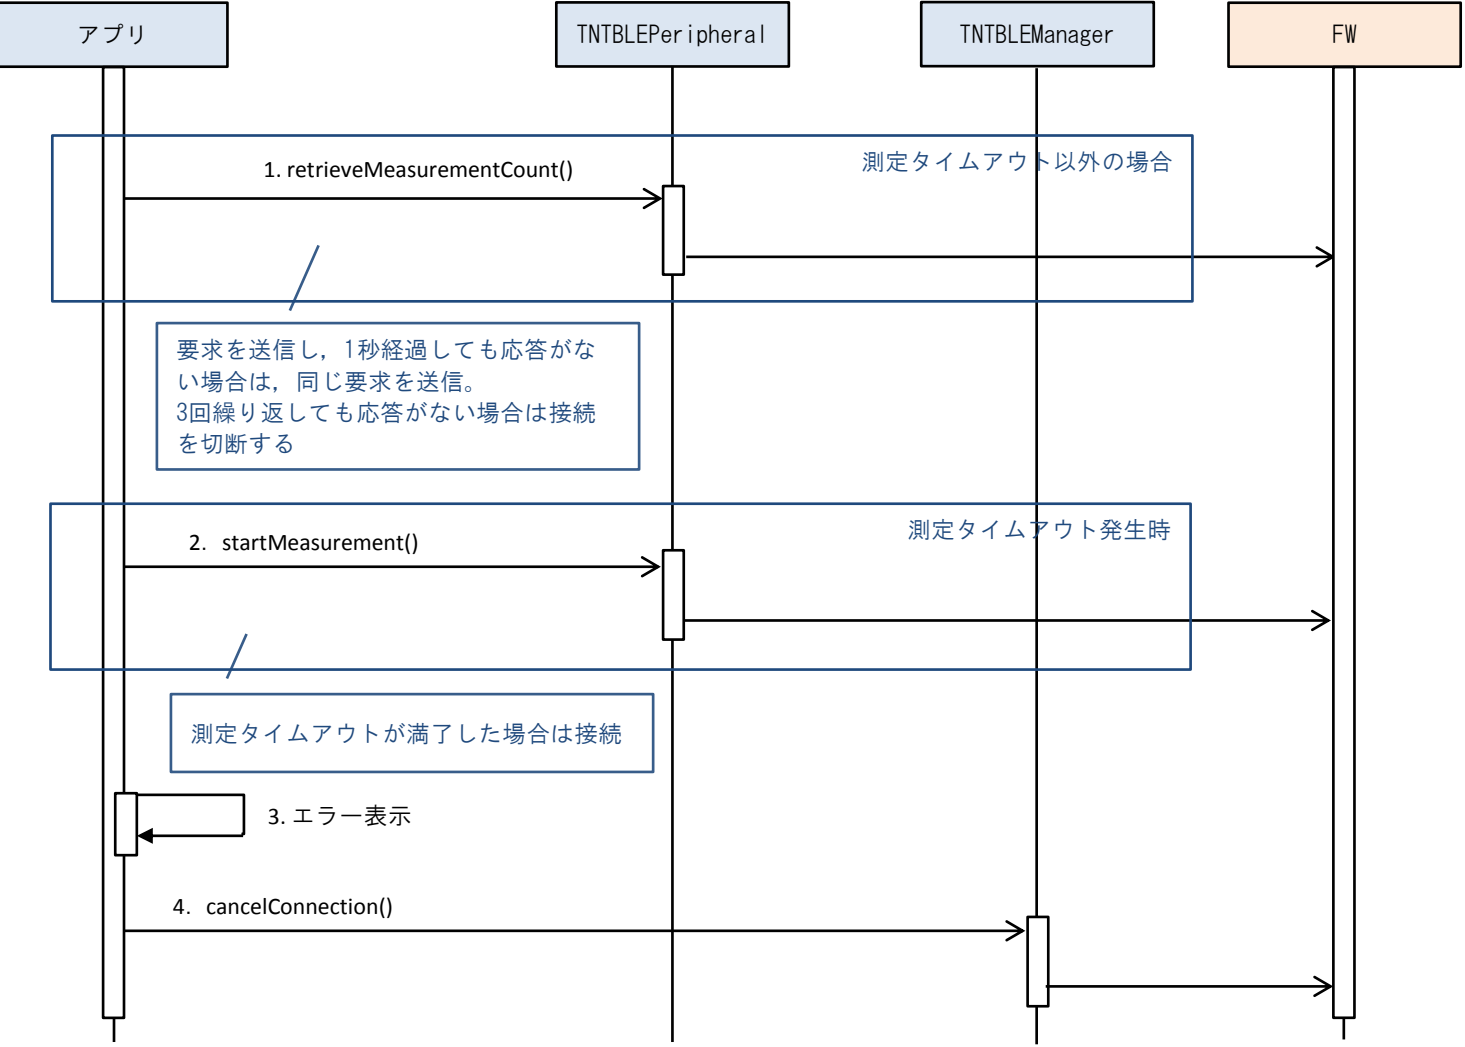 アプリ
TNTBLEPeripheral
TNTBLEManager
FW
測定タイムアウト以外の場合
1. retrieveMeasurementCount()
要求を送信し，1秒経過しても応答がな
い場合は，同じ要求を送信。
3回繰り返しても応答がない場合は接続
を切断する
測定タイムアウト発生時
2. startMeasurement()
測定タイムアウトが満了した場合は接続
3. エラー表示
4. cancelConnection()